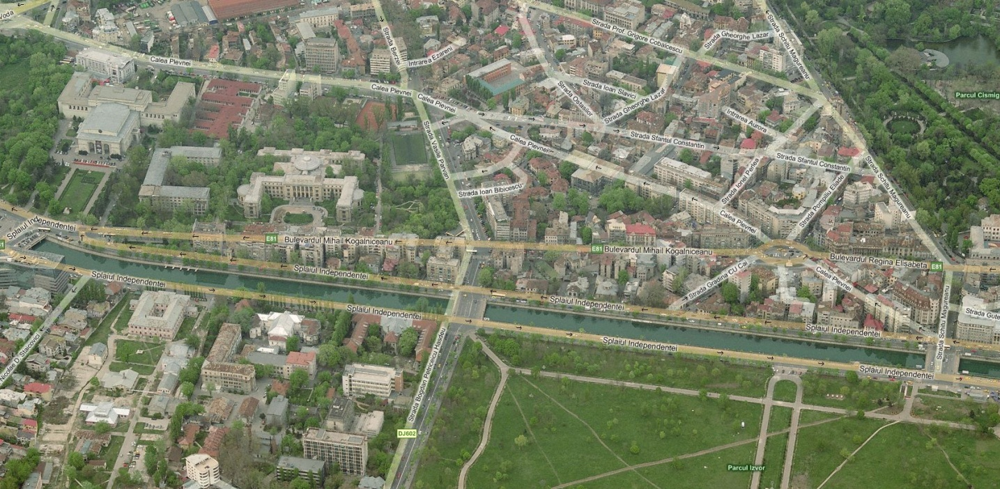 Voda
Calea Plevnei
Strada Berzei
Intrarea Ezareni
Strada Prof. Grigore Cobalcescu
Strada Gheorghe Lazar
Strada Schitu Magureanu
Parcul Cismig
Calea Plevnei
Calea Plevnei
Strada Ioan Slavici
Strada Ostasilor
Strada Gheorghe Lazar
Intrarea Aurora
Strada Vasile Parvan
Calea Plevnei
Strada Sfantul Constantin
Strada Sfantul Constantin
Strada Ioan Bibicescu
Strada Ionel Perlea
Strada Pompiliu Eliade
Strada Schitu Magureanu
Calea Plevnei
Splaiul Independentei
E81
Bulevardul Mihail Kogalniceanu
E81
Bulevardul Mihail Kogalniceanu
Bulevardul Regina Elisabeta
E81
Splaiul Independentei
Splaiul Independentei
Strada Gradina CU Cai
Calea Plevnei
Splaiul Independentei
Splaiul Independentei
Strada Gute
Splaiul Independentei
Strada Schitu Magureanu
Splaiul Independentei
Splaiul Independentei
Nicolae D. Staicovici
Strada Bogdan Petriceicu Hasdeu
DJ602
Parcul Izvor